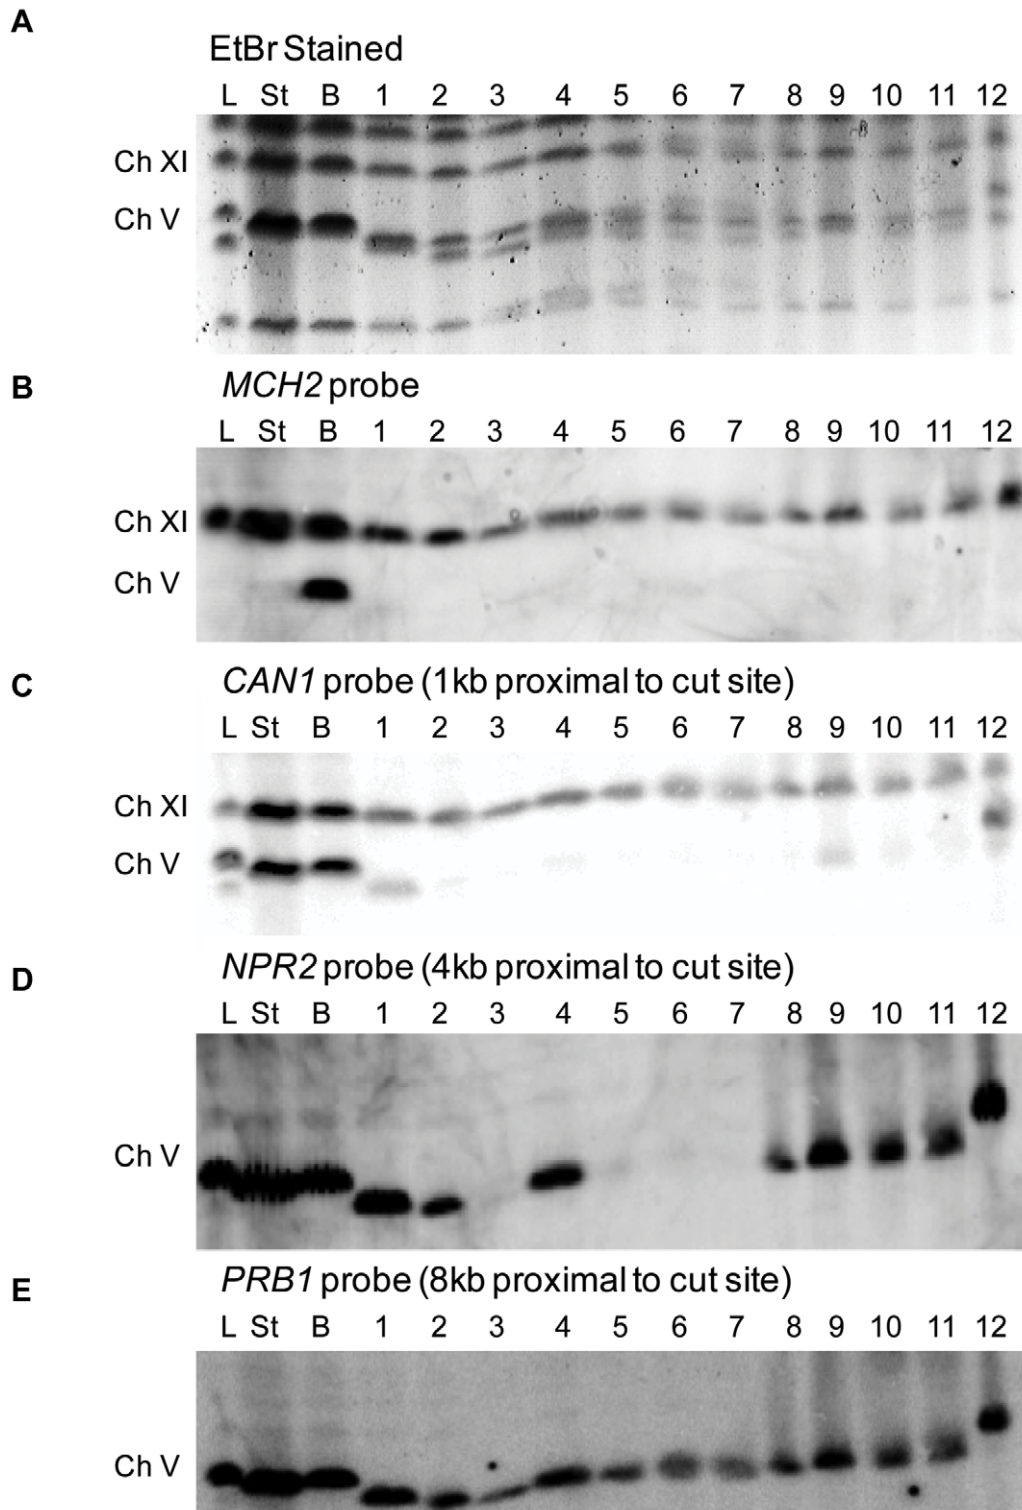 A
EtBr Stained
L St B 1 2 3 4 5 6 7 8 9 10 11 12
Ch XI
Ch V
B
MCH2 probe
L St B 1 2 3 4 5 6 7 8 9 10 11 12
Ch XI
Ch V
C
CAN1 probe (1kb proximal to cut site)
L St B 1 2 3 4 5 6 7 8 9 10 11 12
Ch XI
Ch V
D
NPR2 probe (4kb proximal to cut site)
L St B 1 2 3 4 5 6 7 8 9 10 11 12
Ch V
E
PRB1 probe (8kb proximal to cut site)
L St B 1 2 3 4 5 6 7 8 9 10 11 12
Ch V